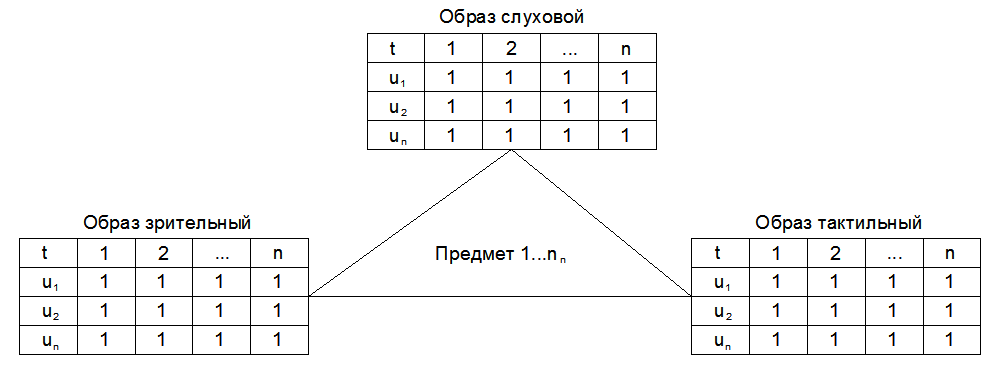 Образ слуховой
t 1 2 ... n
u₁ 1 1 1 1
u₂ 1 1 1 1
uₙ 1 1 1 1
Образ зрительный
t 1 2 ... n
u₁ 1 1 1 1
u₂ 1 1 1 1
uₙ 1 1 1 1
Предмет 1...nₙ
Образ тактильный
t 1 2 ... n
u₁ 1 1 1 1
u₂ 1 1 1 1
uₙ 1 1 1 1